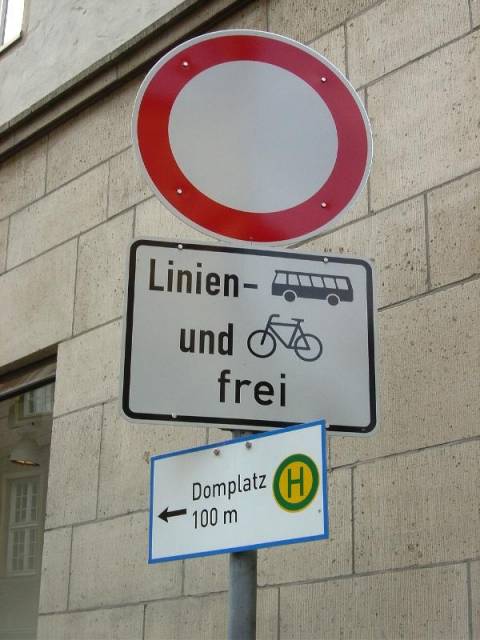 Linien-
und
frei
Domplatz H
100 m